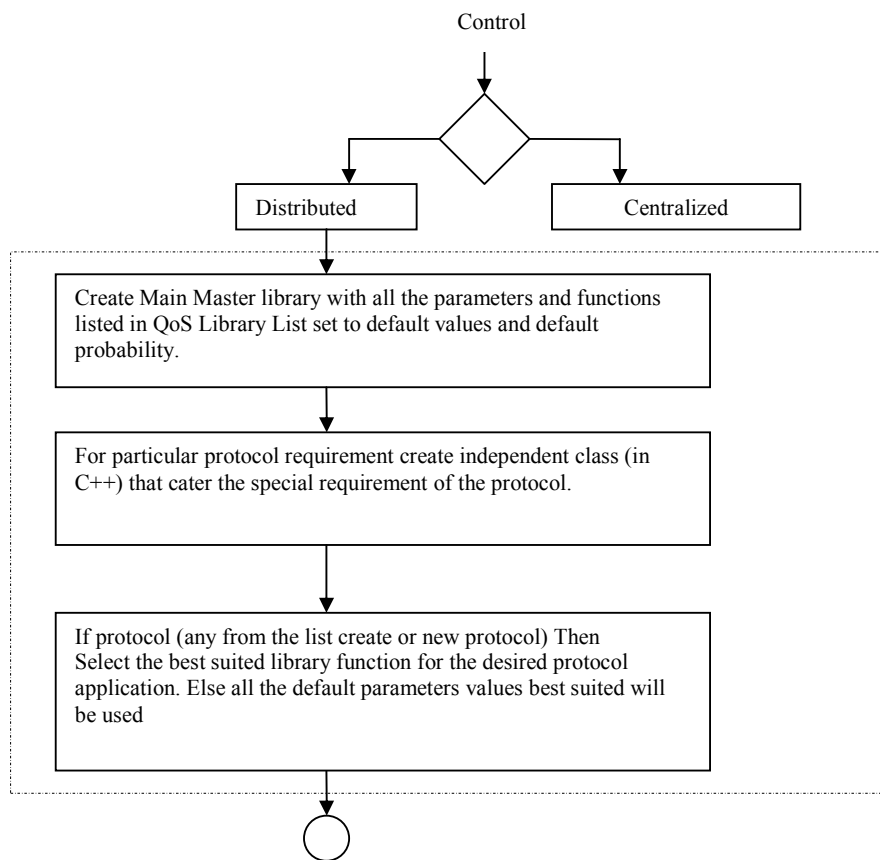 Control
Distributed
Centralized
Create Main Master library with all the parameters and functions
listed in QoS Library List set to default values and default
probability.
For particular protocol requirement create independent class (in
C++) that cater the special requirement of the protocol.
If protocol (any from the list create or new protocol) Then
Select the best suited library function for the desired protocol
application. Else all the default parameters values best suited will
be used